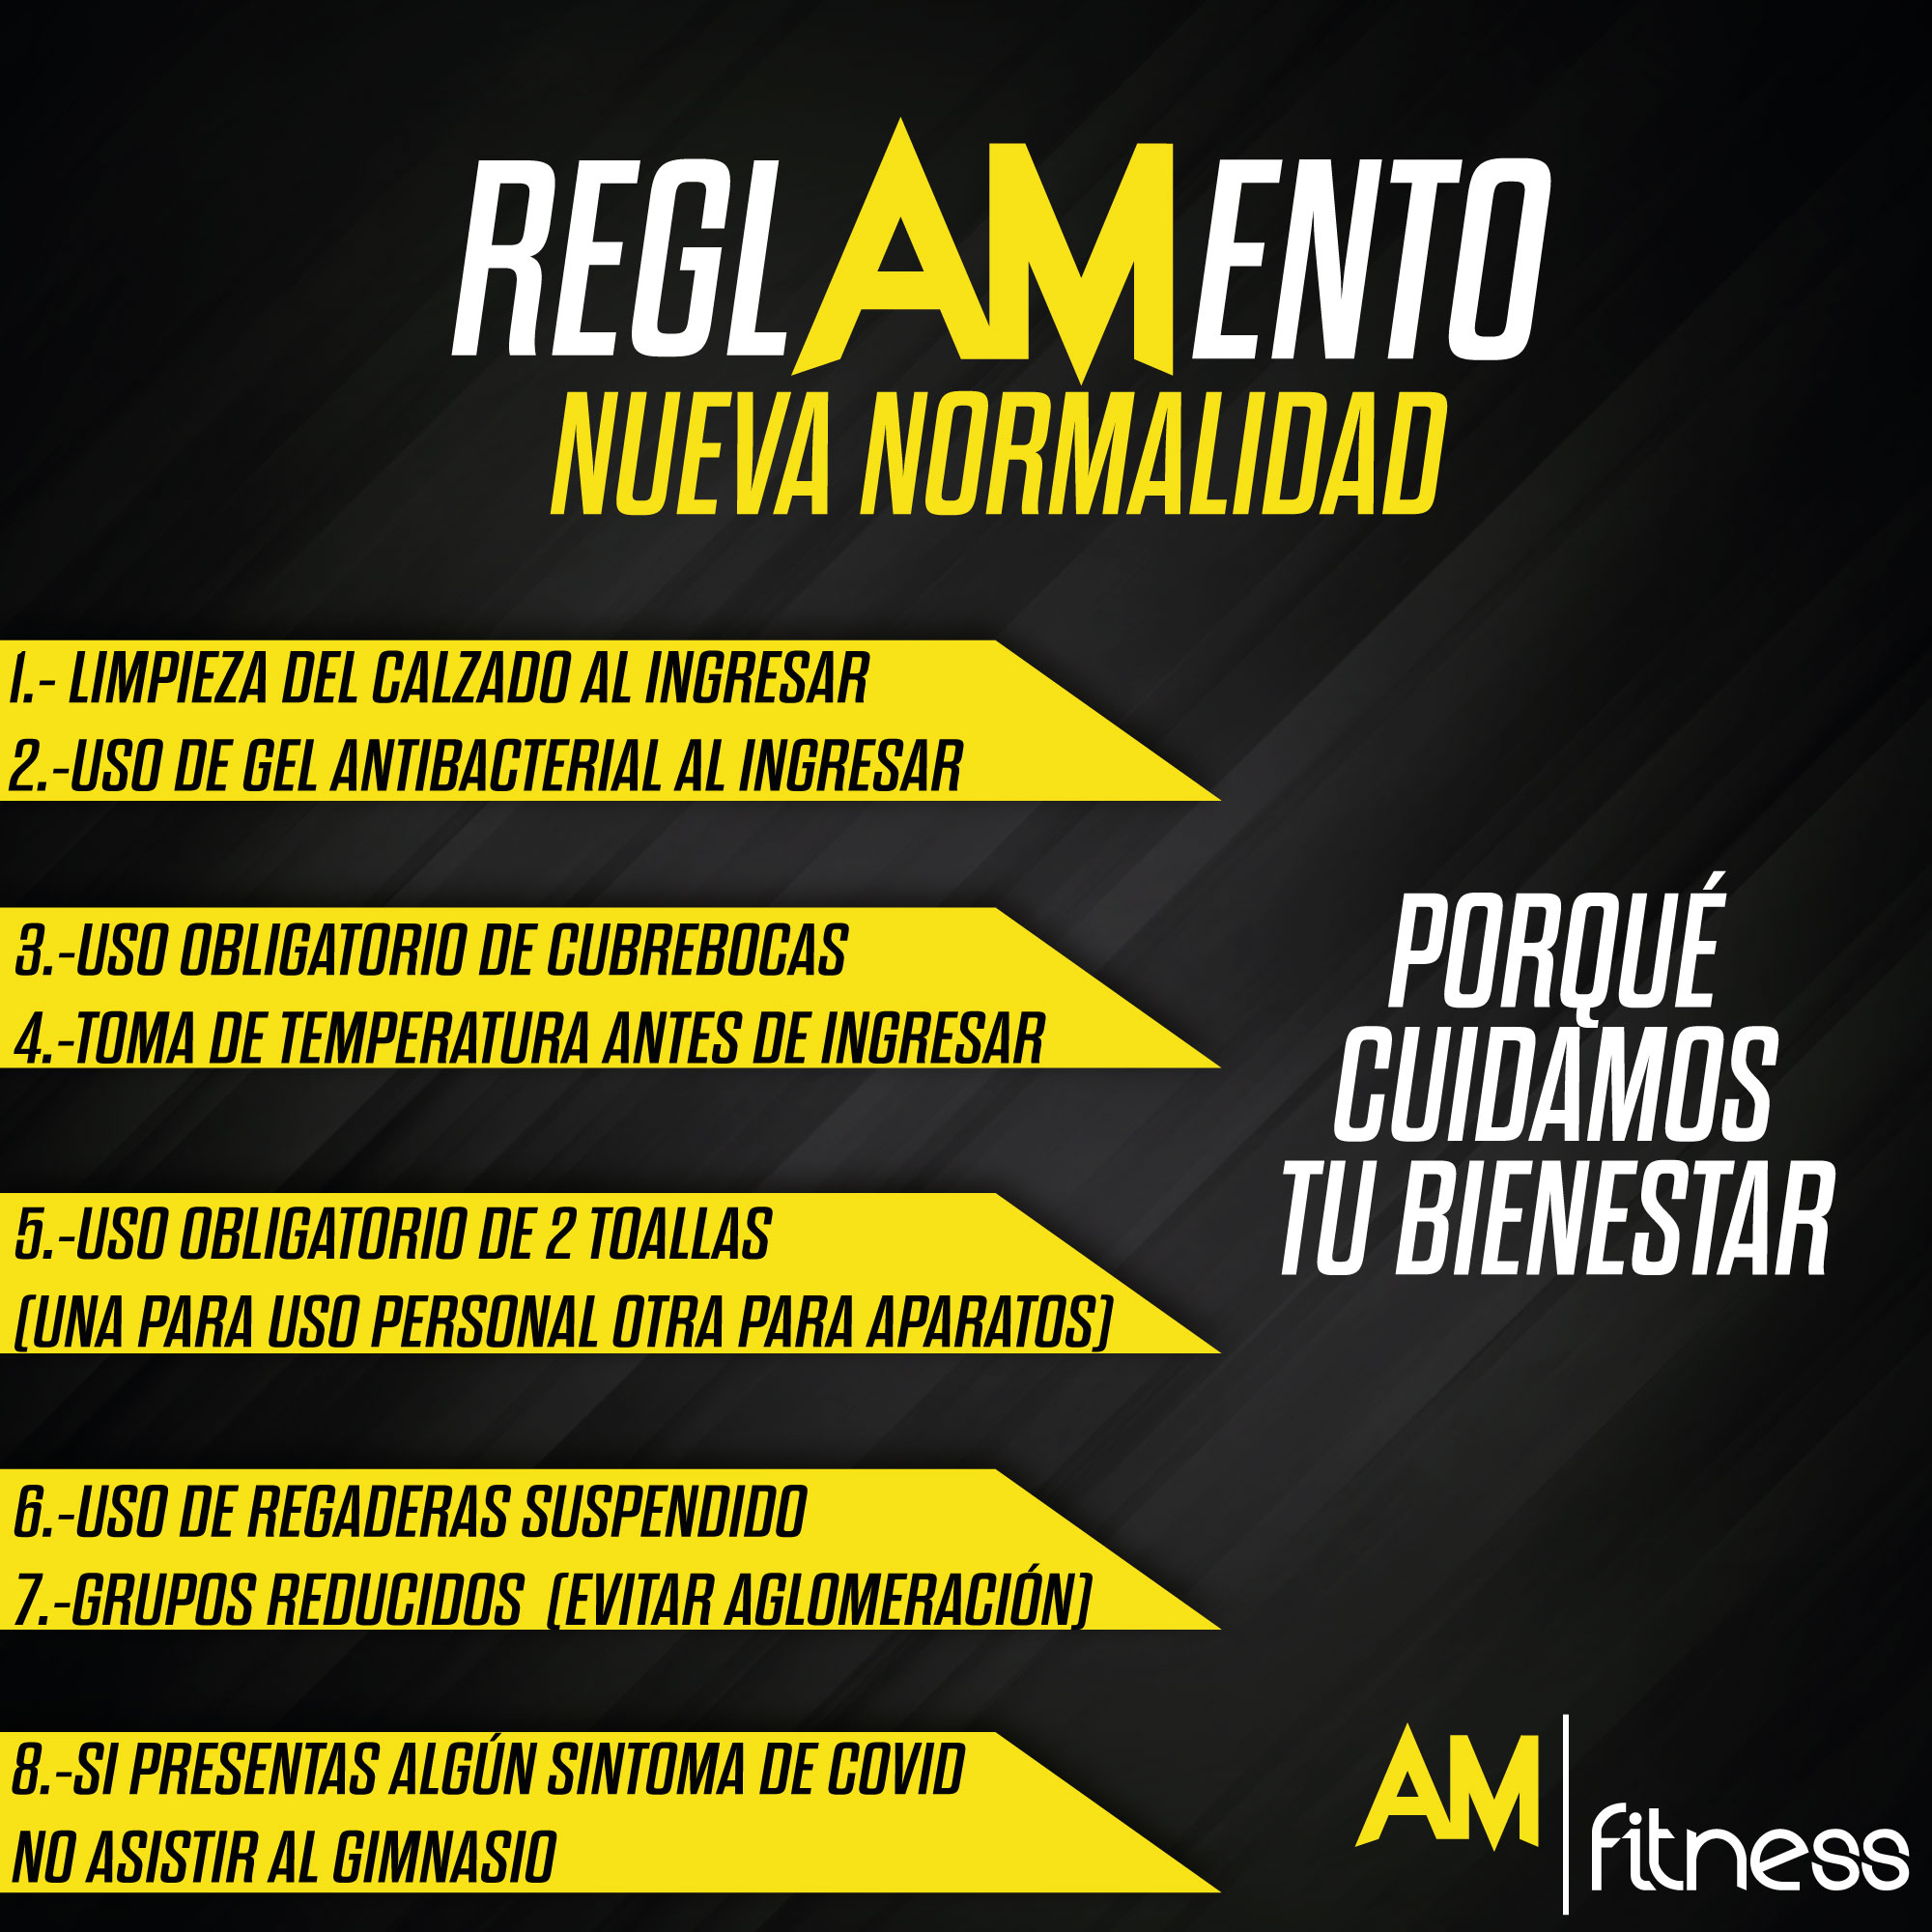 REGLAMENTO
NUEVA NORMALIDAD
1.- LIMPIEZA DEL CALZADO AL INGRESAR
2.-USO DE GEL ANTIBACTERIAL AL INGRESAR
3.-USO OBLIGATORIO DE CUBREBOCAS
4.-TOMA DE TEMPERATURA ANTES DE INGRESAR
5.-USO OBLIGATORIO DE 2 TOALLAS
(UNA PARA USO PERSONAL OTRA PARA APARATOS)
6.-USO DE REGADERAS SUSPENDIDO
7.-GRUPOS REDUCIDOS (EVITAR AGLOMERACIÓN)
8.-SI PRESENTAS ALGÚN SINTOMA DE COVID
NO ASISTIR AL GIMNASIO
PORQUÉ
CUIDAMOS
TU BIENESTAR
AM fitness